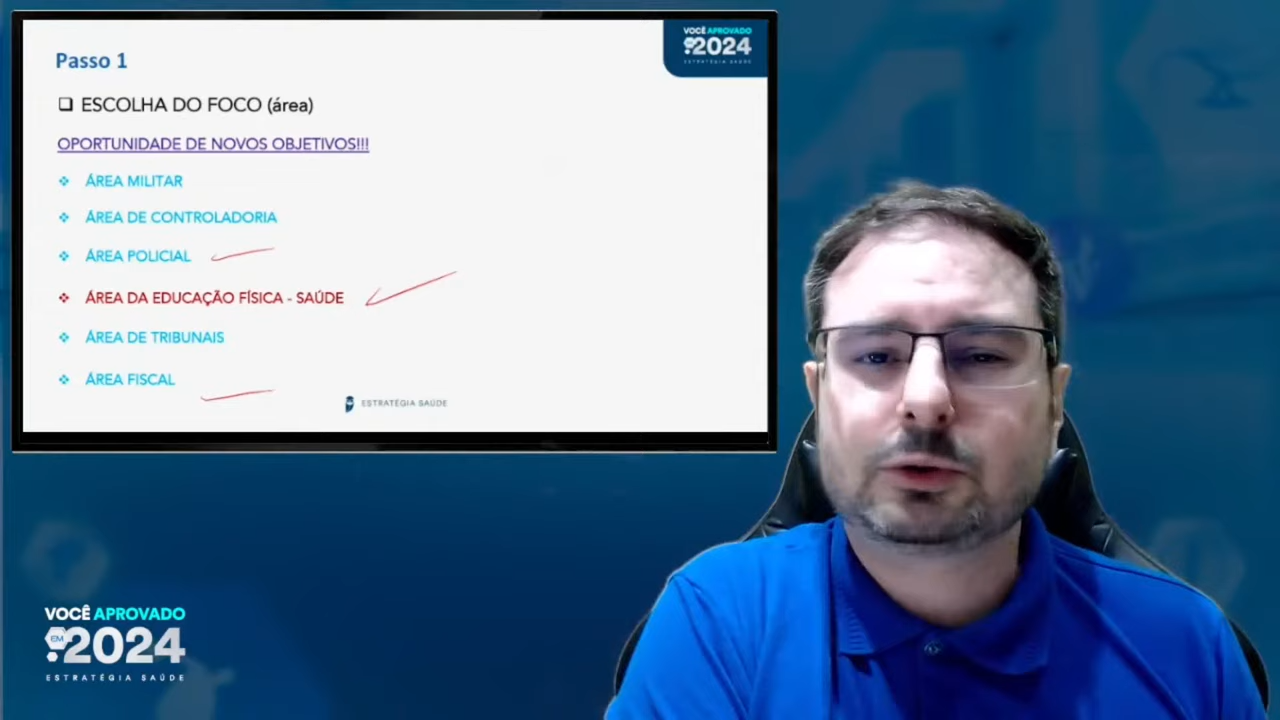 Passo 1
VOCÊ APROVADO
2024
ESTRATÉGIA SAÚDE
❑ ESCOLHA DO FOCO (área)
OPORTUNIDADE DE NOVOS OBJETIVOS!!!
❖ ÁREA MILITAR
❖ ÁREA DE CONTROLADORIA
❖ ÁREA POLICIAL
❖ ÁREA DA EDUCAÇÃO FÍSICA - SAÚDE
❖ ÁREA DE TRIBUNAIS
❖ ÁREA FISCAL
ESTRATÉGIA SAÚDE
VOCÊ APROVADO
EM 2024
ESTRATÉGIA SAÚDE